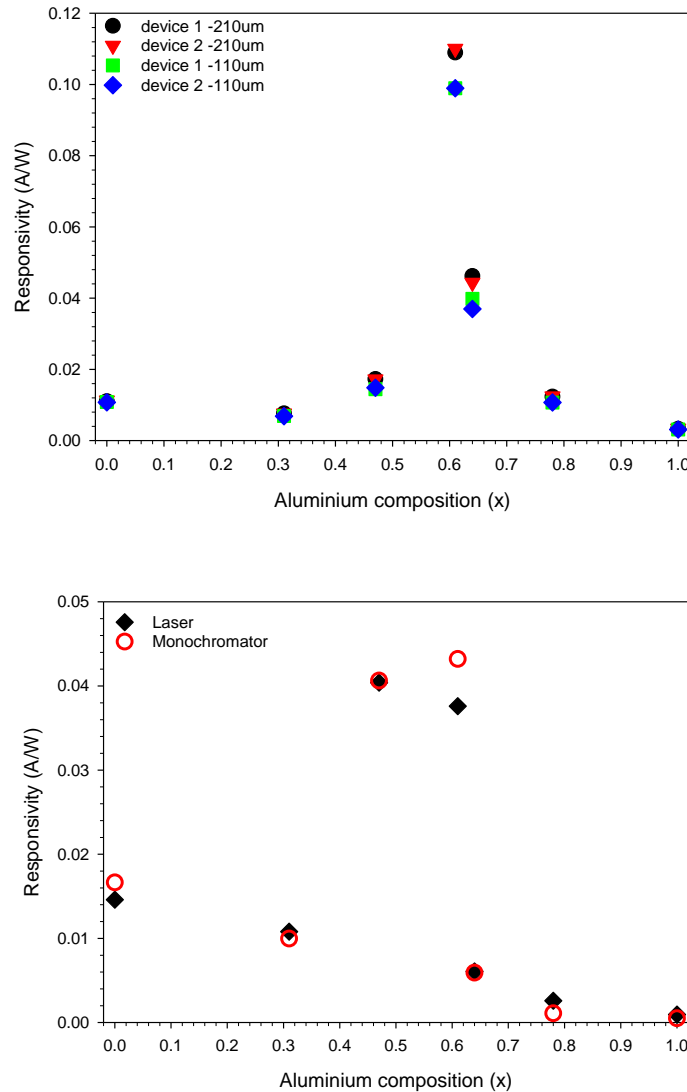 device 1 -210um
device 2 -210um
device 1 -110um
device 2 -110um
Responsivity (A/W)
0.12
0.10
0.08
0.06
0.04
0.02
0.00
0.0 0.1 0.2 0.3 0.4 0.5 0.6 0.7 0.8 0.9 1.0
Aluminium composition (x)
Laser
Monochromator
Responsivity (A/W)
0.05
0.04
0.03
0.02
0.01
0.00
0.0 0.1 0.2 0.3 0.4 0.5 0.6 0.7 0.8 0.9 1.0
Aluminium composition (x)